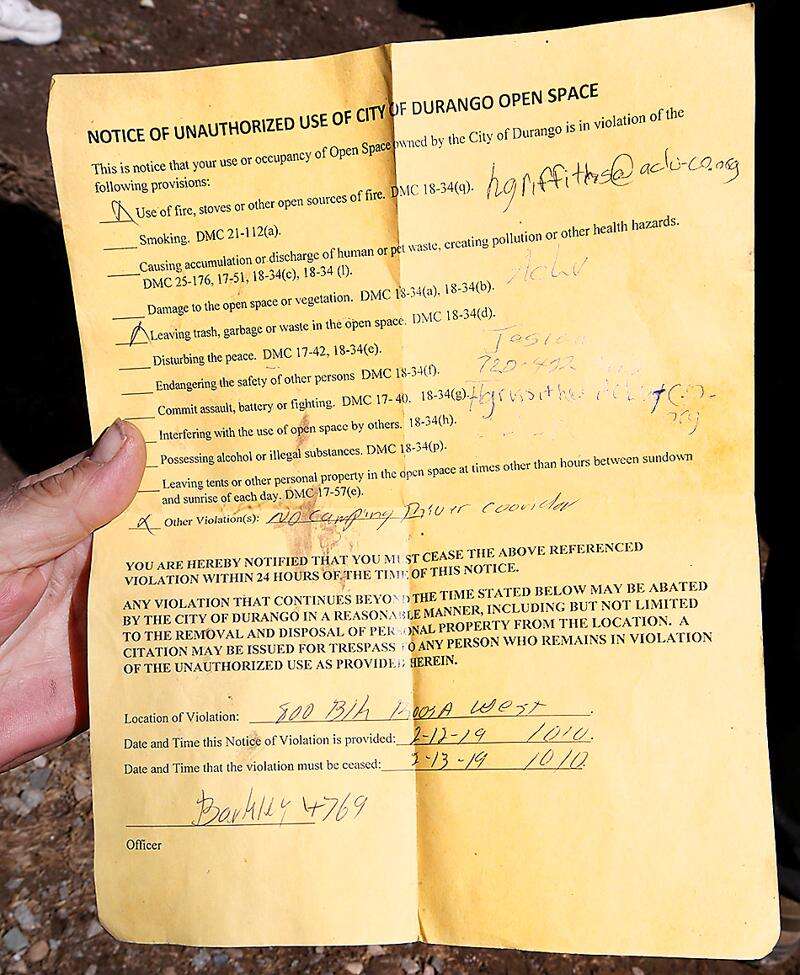 NOTICE OF UNAUTHORIZED USE OF CITY OF DURANGO OPEN SPACE
This is notice that your use or occupancy of Open Space owned by the City of Durango is in violation of the
following provisions:
hgriffiths@aclu-co.org
X Use of fire, stoves or other open sources of fire. DMC 18-34(q).
Smoking. DMC 21-112(a).
Causing accumulation or discharge of human or pet waste, creating pollution or other health hazards.
DMC 25-176, 17-51, 18-34(c), 18-34 (l).
Damage to the open space or vegetation. DMC 18-34(a), 18-34(b).
X Leaving trash, garbage or waste in the open space. DMC 18-34(d).
Disturbing the peace. DMC 17-42, 18-34(e).
Endangering the safety of other persons DMC 18-34(f).
720-402
Commit assault, battery or fighting. DMC 17-40. 18-34(g).
Interfering with the use of open space by others. 18-34(h).
Possessing alcohol or illegal substances. DMC 18-34(p).
Leaving tents or other personal property in the open space at times other than hours between sundown
and sunrise of each day. DMC 17-57(e).
X Other Violation(s): No camping River coovidor
YOU ARE HEREBY NOTIFIED THAT YOU MUST CEASE THE ABOVE REFERENCED
VIOLATION WITHIN 24 HOURS OF THE TIME OF THIS NOTICE.
ANY VIOLATION THAT CONTINUES BEYOND THE TIME STATED BELOW MAY BE ABATED
BY THE CITY OF DURANGO IN A REASONABLE MANNER, INCLUDING BUT NOT LIMITED
TO THE REMOVAL AND DISPOSAL OF PERSONAL PROPERTY FROM THE LOCATION. A
CITATION MAY BE ISSUED FOR TRESPASS TO ANY PERSON WHO REMAINS IN VIOLATION
OF THE UNAUTHORIZED USE AS PROVIDED HEREIN.
Location of Violation: 800 Blk Roosa West
Date and Time this Notice of Violation is provided: 2-12-19 1010.
Date and Time that the violation must be ceased: 2-13-19 1010.
Barkley 4769
Officer